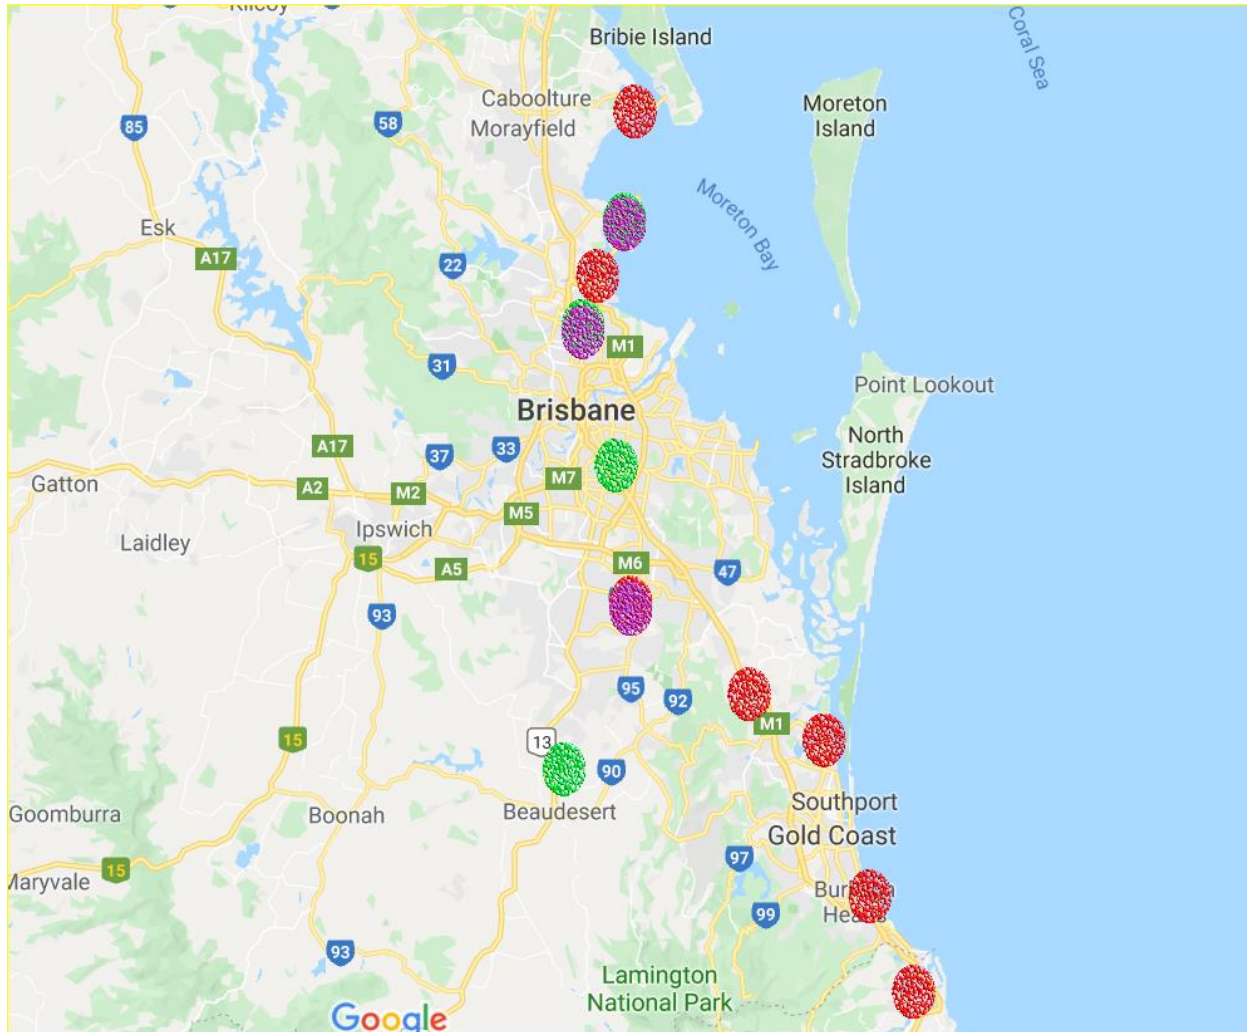 Kilcoy
Bribie Island
Coral Sea
Caboolture
Morayfield
Moreton
Island
85
58
Moreton Bay
Esk
A17
22
M1
31
Point Lookout
Brisbane
A17
37
33
North
Stradbroke
Island
M7
Gatton
A2
M2
M5
Ipswich
Laidley
15
A5
M6
47
93
95
92
M1
15
13
90
Beaudesert
Southport
Goomburra
Boonah
Gold Coast
97
15
Maryvale
99
93
Lamington
National Park
Google